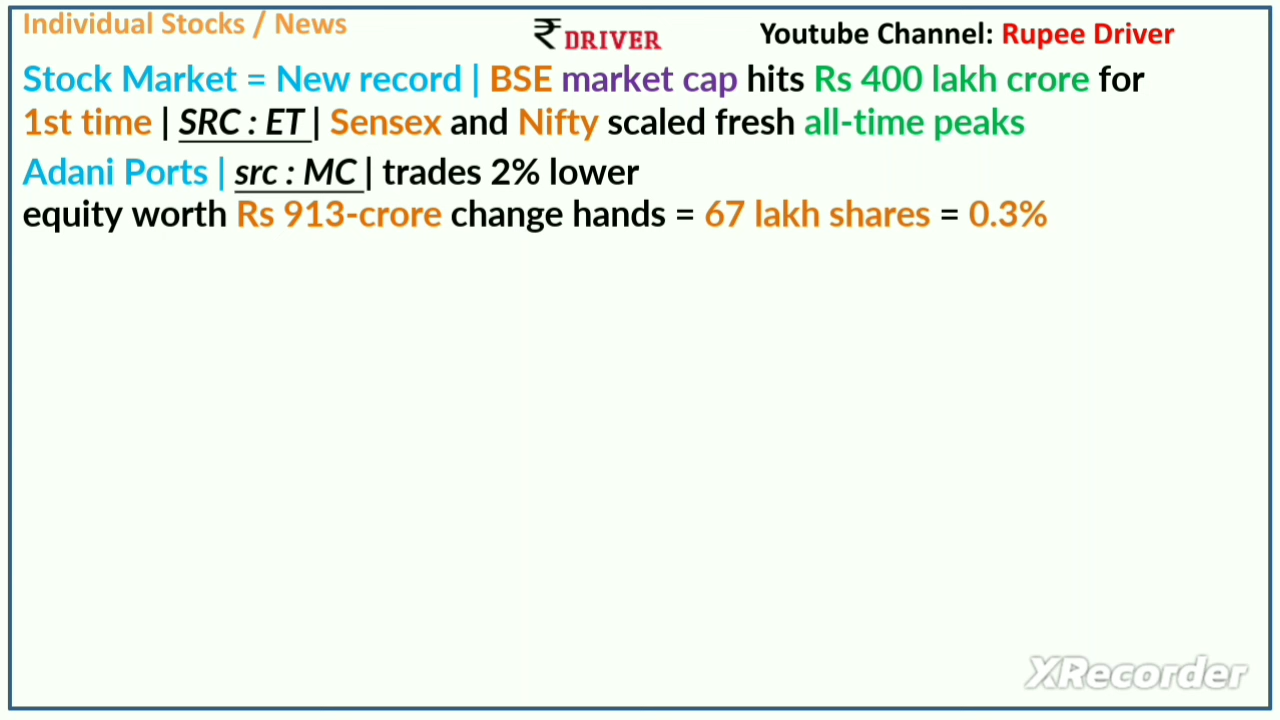 Individual Stocks / News
₹ DRIVER
Youtube Channel: Rupee Driver
Stock Market = New record | BSE market cap hits Rs 400 lakh crore for
1st time | SRC : ET | Sensex and Nifty scaled fresh all-time peaks
Adani Ports | src : MC | trades 2% lower
equity worth Rs 913-crore change hands = 67 lakh shares = 0.3%
XRecorder